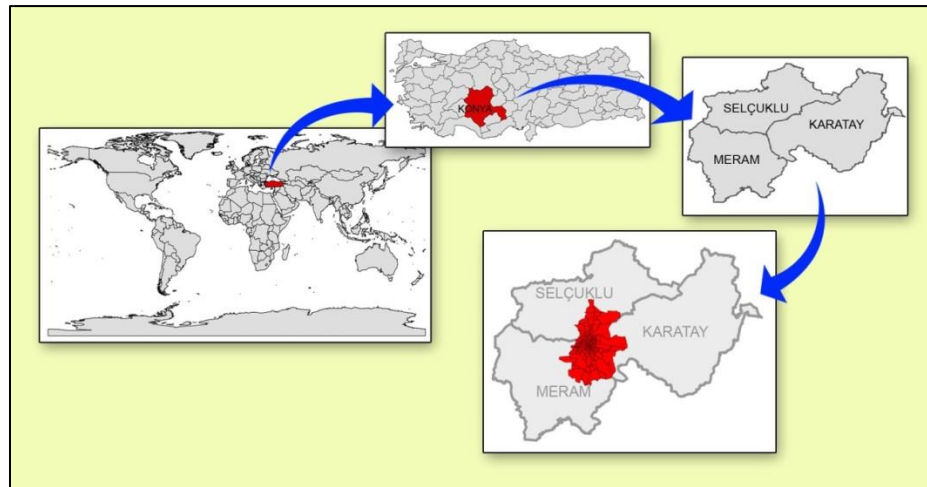 KONYA
SELÇUKLU
KARATAY
MERAM
SELÇUKLU
KARATAY
MERAM